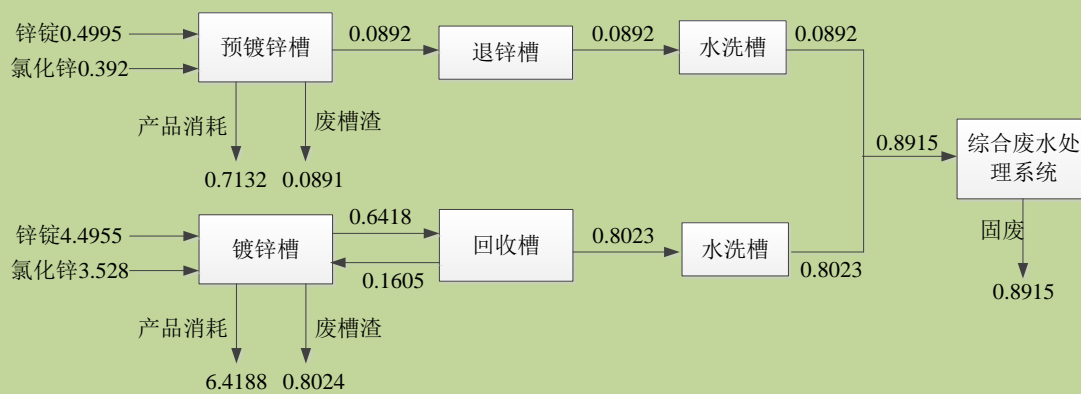 锌锭0.4995
氯化锌0.392
预镀锌槽
0.0892
退锌槽
0.0892
水洗槽
0.0892
产品消耗
废槽渣
0.7132
0.0891
0.8915
综合废水处
理系统
固废
0.8915
锌锭4.4955
氯化锌3.528
镀锌槽
0.6418
0.1605
回收槽
0.8023
水洗槽
0.8023
产品消耗
废槽渣
6.4188
0.8024